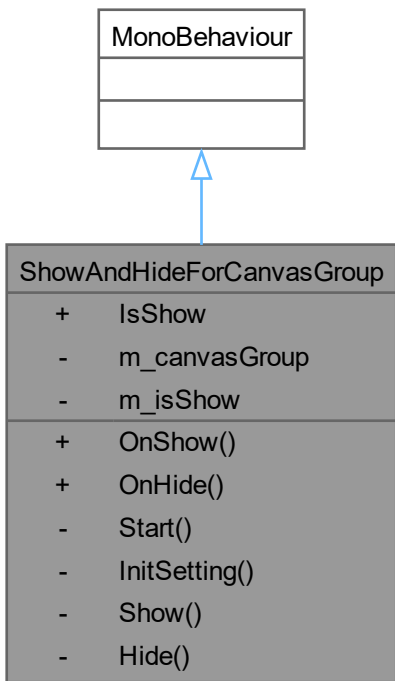 MonoBehaviour
ShowAndHideForCanvasGroup
+ IsShow
- m_canvasGroup
- m_isShow
+ OnShow()
+ OnHide()
- Start()
- InitSetting()
- Show()
- Hide()